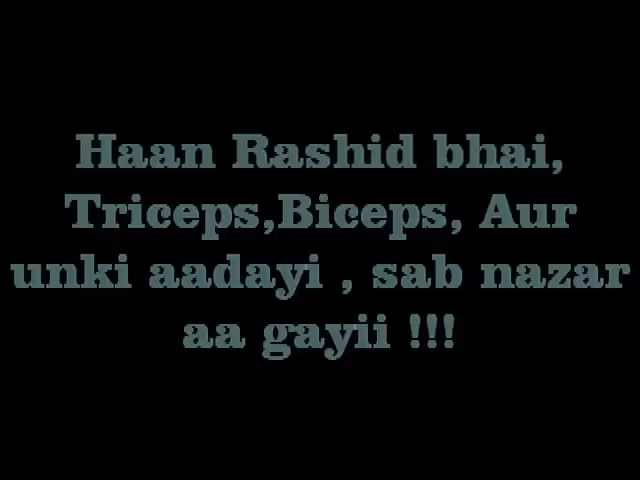 Haan Rashid bhai,
Triceps,Biceps, Aur
unki aadayi , sab nazar
aa gayii !!!